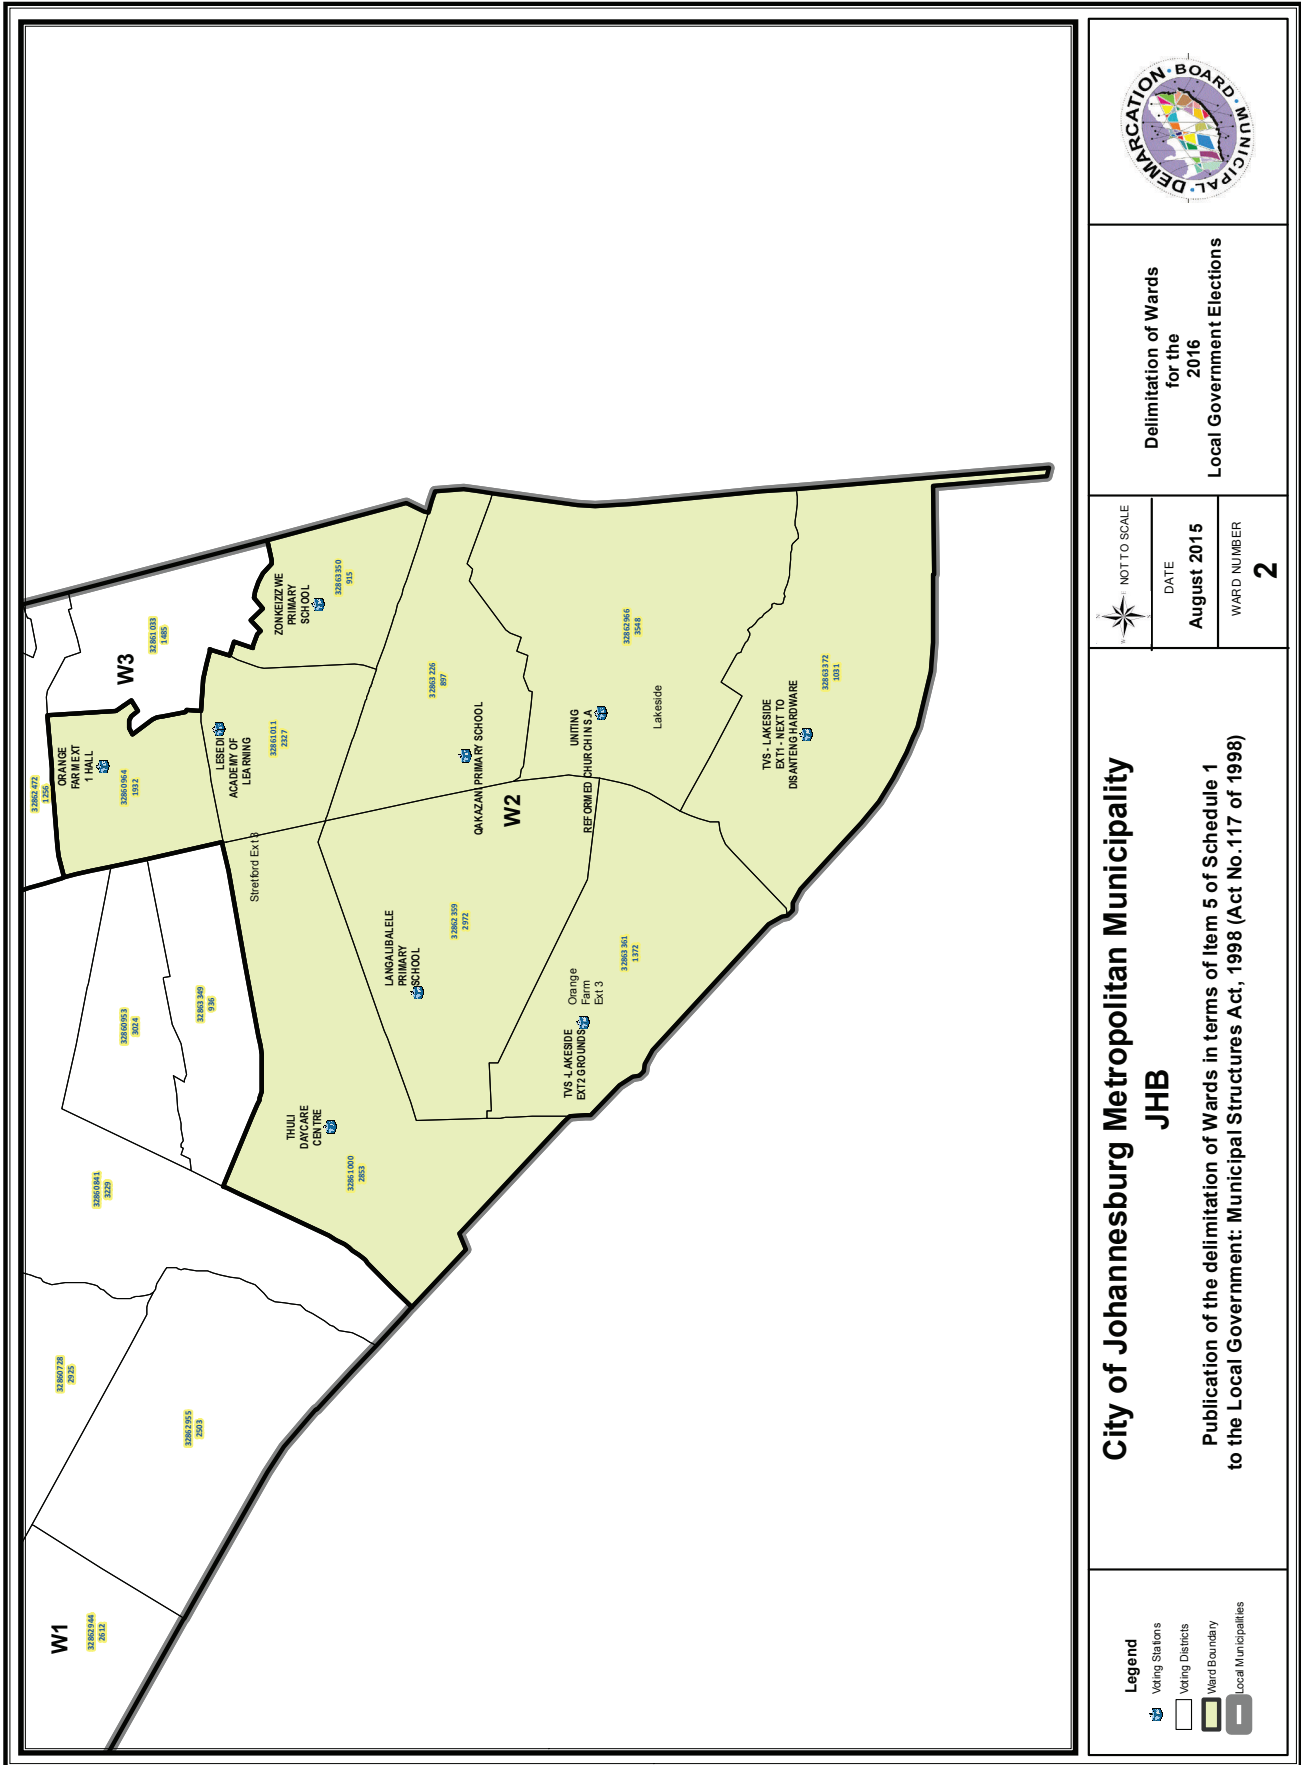 W1
32862944
2612
32860728
2925
32862955
2503
32860841
3229
32860953
3024
32863349
936
32862472
1256
ORANGE
FARM EXT
1 HALL
32860964
1932
W3
32861033
1485
LESEDI
ACADEMY OF
LEARNING
32861011
2327
ZONKEIZIZWE
PRIMARY
SCHOOL
32863350
915
Stretford Ext 8
THULI
DAYCARE
CENTRE
32861000
2853
LANGALIBALELE
PRIMARY
SCHOOL
32862359
2972
32863226
897
QAKAZANI PRIMARY SCHOOL
W2
UNITING
REFORMED CHURCH IN S.A
32862966
3548
Lakeside
TVS - LAKESIDE
EXT2 GROUNDS
Orange
Farm
Ext 3
32863361
1372
TVS - LAKESIDE
EXT1 - NEXT TO
DISANTENG HARDWARE
32863372
1031
Legend
Voting Stations
Voting Districts
Ward Boundary
Local Municipalities
City of Johannesburg Metropolitan Municipality
JHB
Publication of the delimitation of Wards in terms of Item 5 of Schedule 1
to the Local Government: Municipal Structures Act, 1998 (Act No.117 of 1998)
NOT TO SCALE
DATE
August 2015
WARD NUMBER
2
Delimitation of Wards
for the
2016
Local Government Elections
MUNICIPAL · DEMARCATION · BOARD